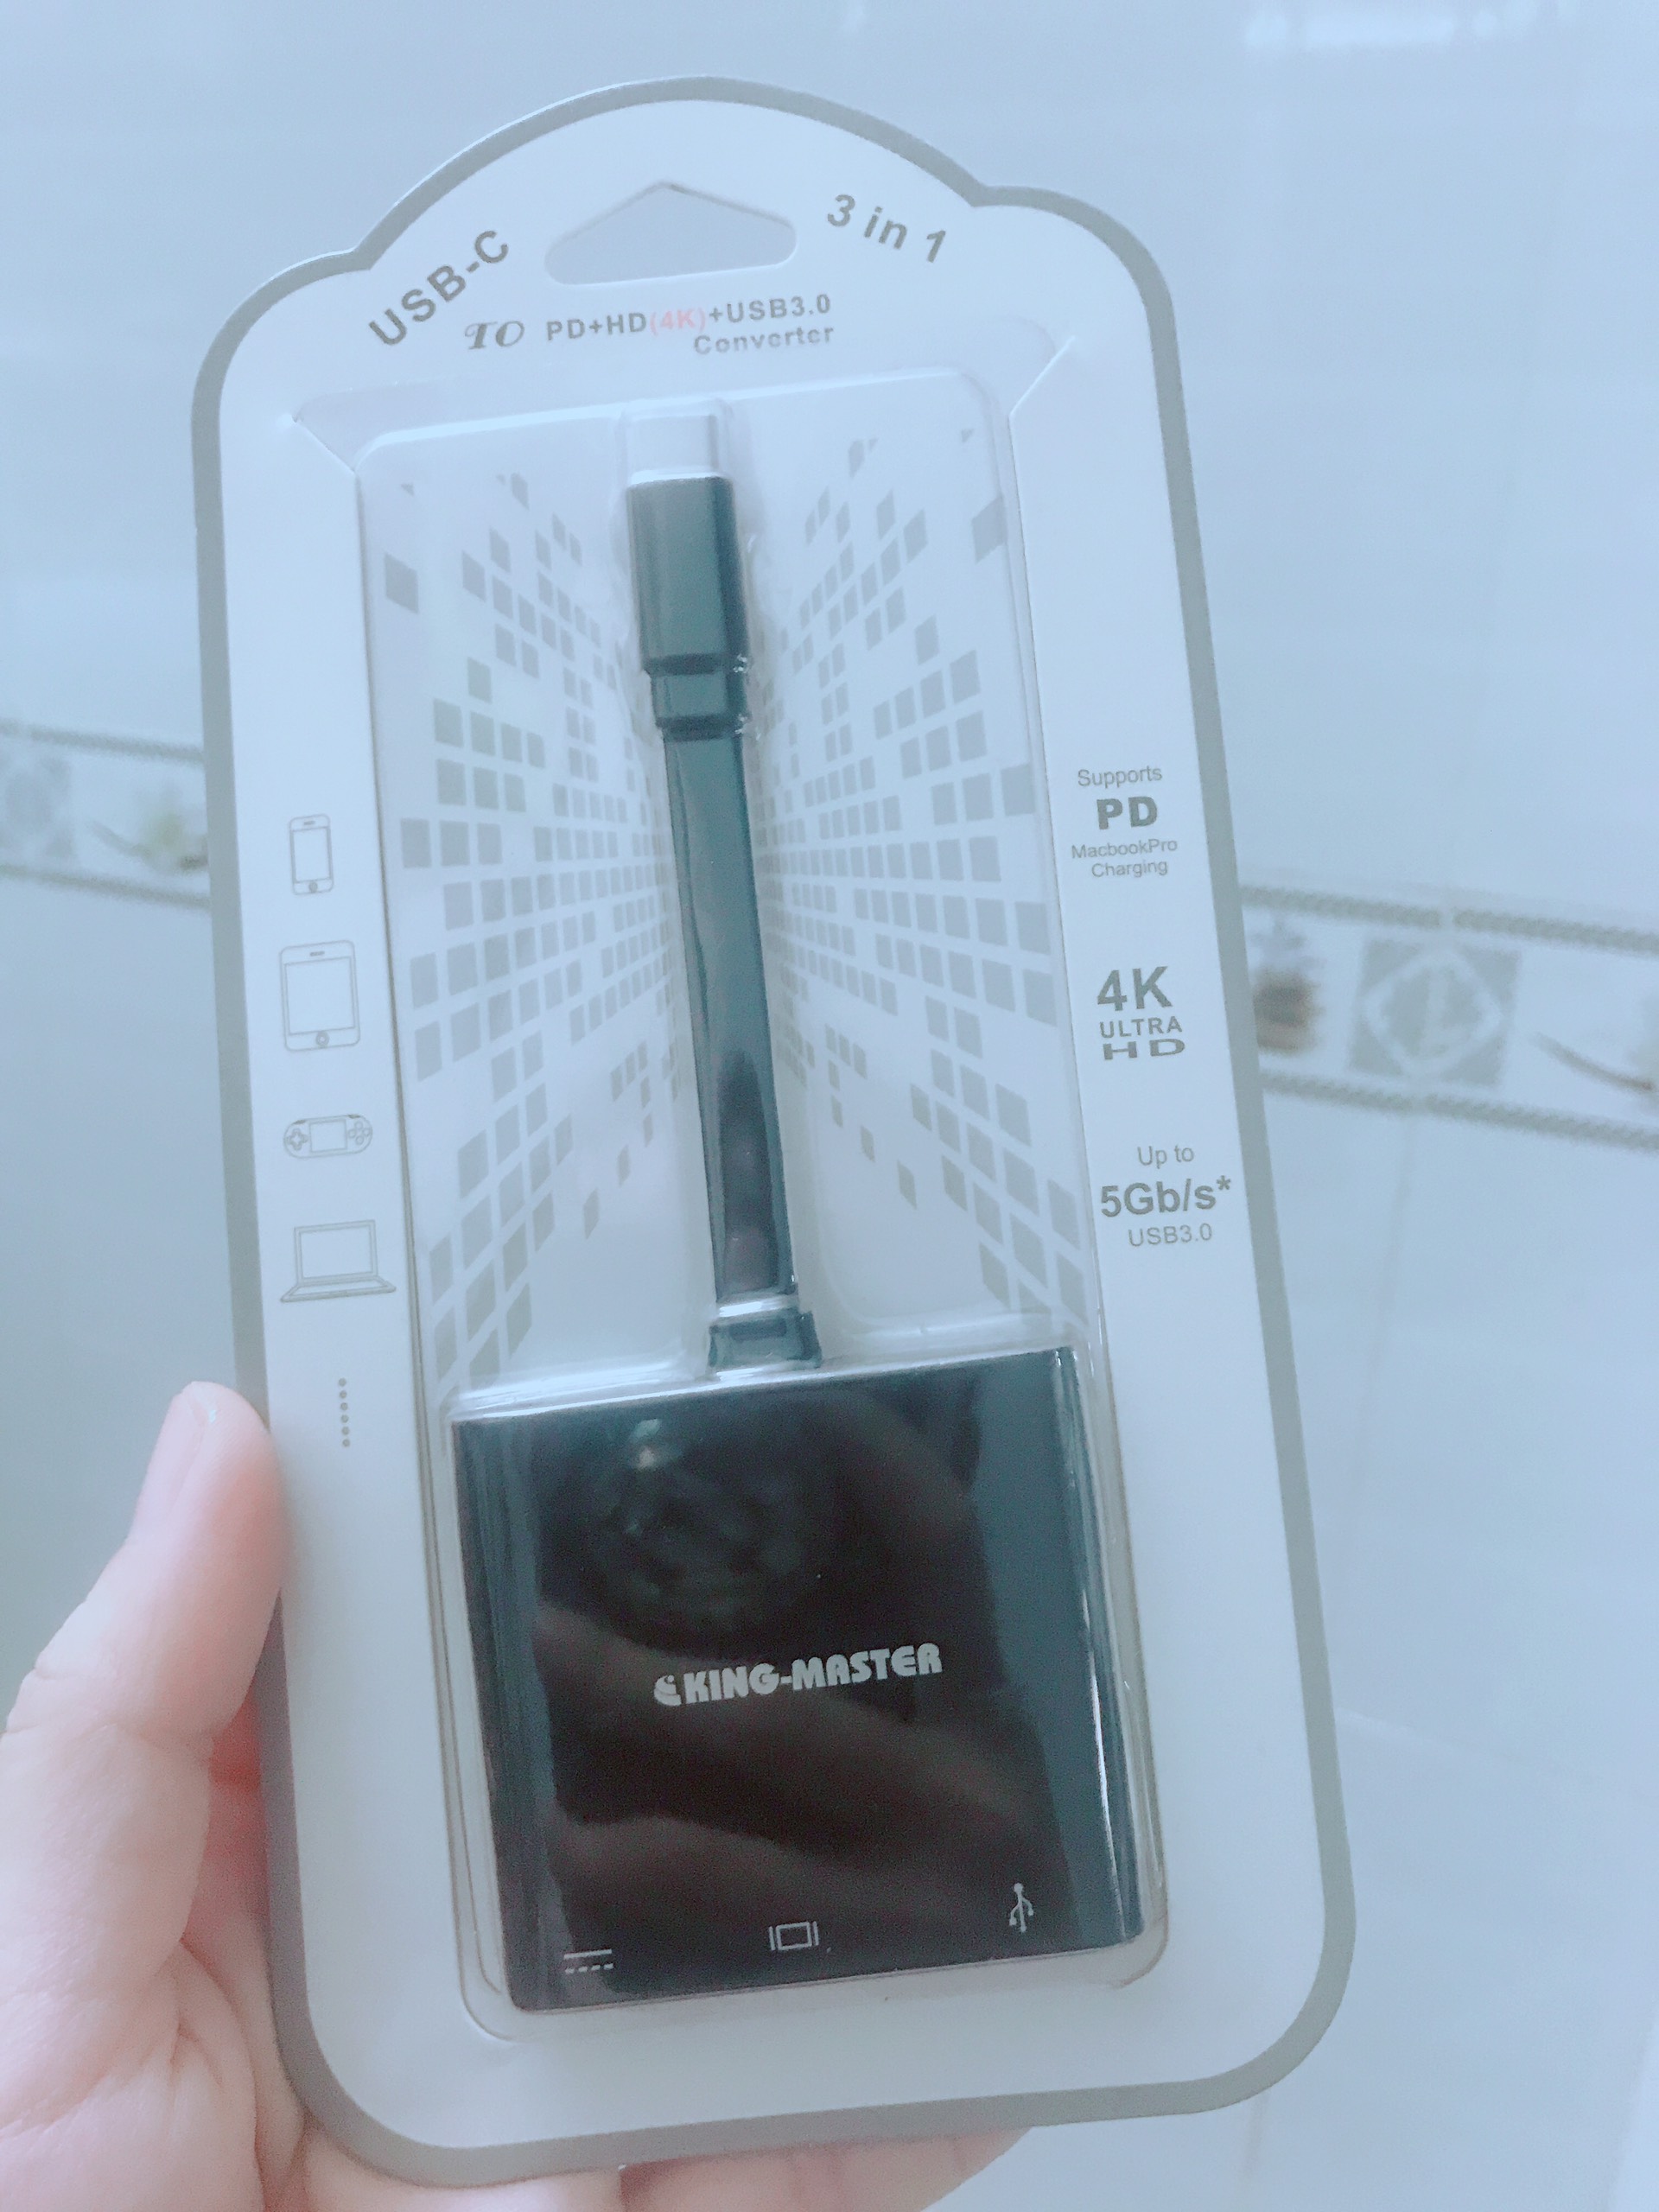 USB-C
3 in 1
TO PD+HD(4K)+USB3.0
Converter
Supports
PD
MacbookPro
Charging
4K
ULTRA
HD
Up to
5Gb/s*
USB3.0
KING-MASTER